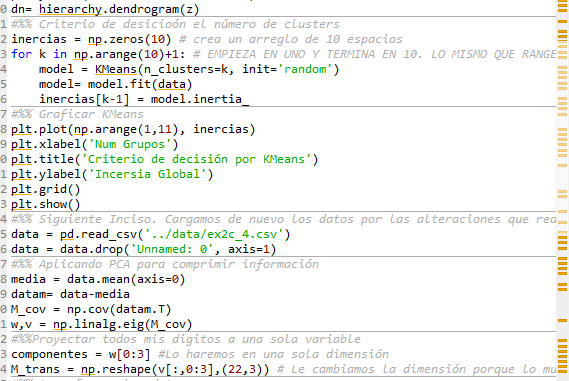 0 dn= hierarchy.dendrogram(z)
1 #%% Criterio de desicióon el número de clusters
2 inercias = np.zeros(10) # crea un arreglo de 10 espacios
3 for k in np.arange(10)+1: # EMPIEZA EN UNO Y TERMINA EN 10. LO MISMO QUE RANGE
4     model = KMeans(n_clusters=k, init='random')
5     model= model.fit(data)
6     inercias[k-1] = model.inertia_
7 #%% Graficar KMeans
8 plt.plot(np.arange(1,11), inercias)
9 plt.xlabel('Num Grupos')
0 plt.title('Criterio de decisión por KMeans')
1 plt.ylabel('Incersia Global')
2 plt.grid()
3 plt.show()
4 #%% Siguiente Inciso. Cargamos de nuevo los datos por las alteraciones que rea
5 data = pd.read_csv('../data/ex2c_4.csv')
6 data = data.drop('Unnamed: 0', axis=1)
7 #%% Aplicando PCA para comprimir información
8 media = data.mean(axis=0)
9 datam= data-media
0 M_cov = np.cov(datam.T)
1 w,v = np.linalg.eig(M_cov)
2 #%%Proyectar todos mis digitos a una sola variable
3 componentes = w[0:3] #Lo haremos en una sola dimensión
4 M_trans = np.reshape(v[:,0:3],(22,3)) # Le cambiamos la dimensión porque lo mu